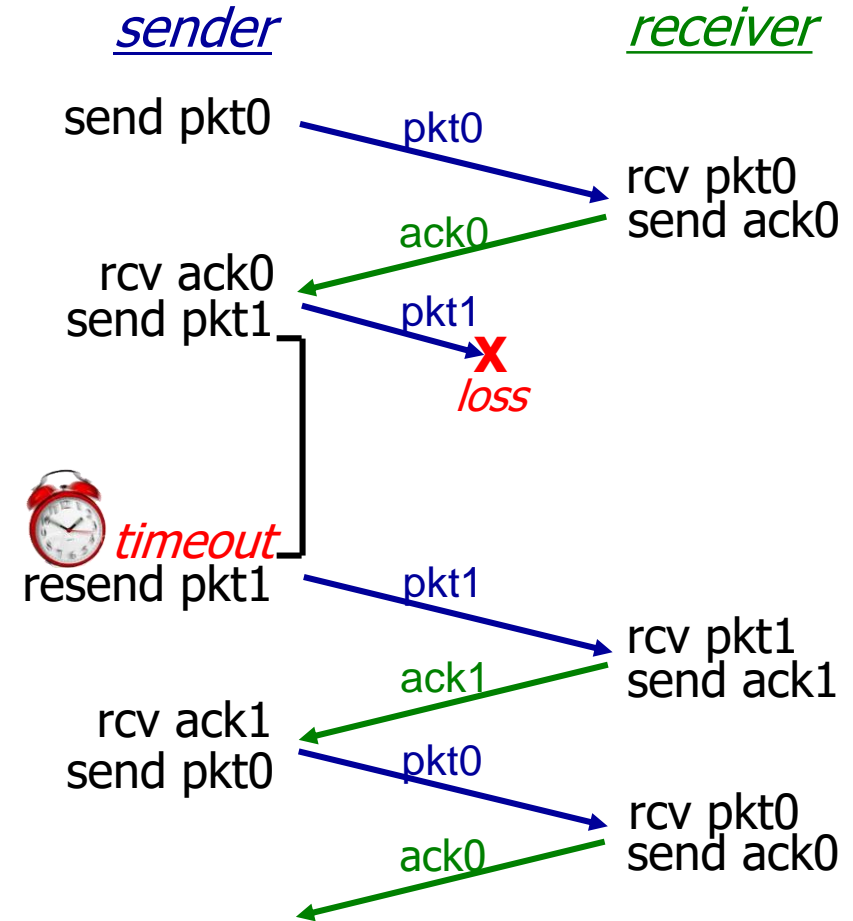 sender
receiver
send pkt0
pkt0
rcv pkt0
send ack0
ack0
rcv ack0
send pkt1
pkt1
X
loss
timeout
resend pkt1
pkt1
rcv pkt1
send ack1
ack1
rcv ack1
send pkt0
pkt0
rcv pkt0
send ack0
ack0